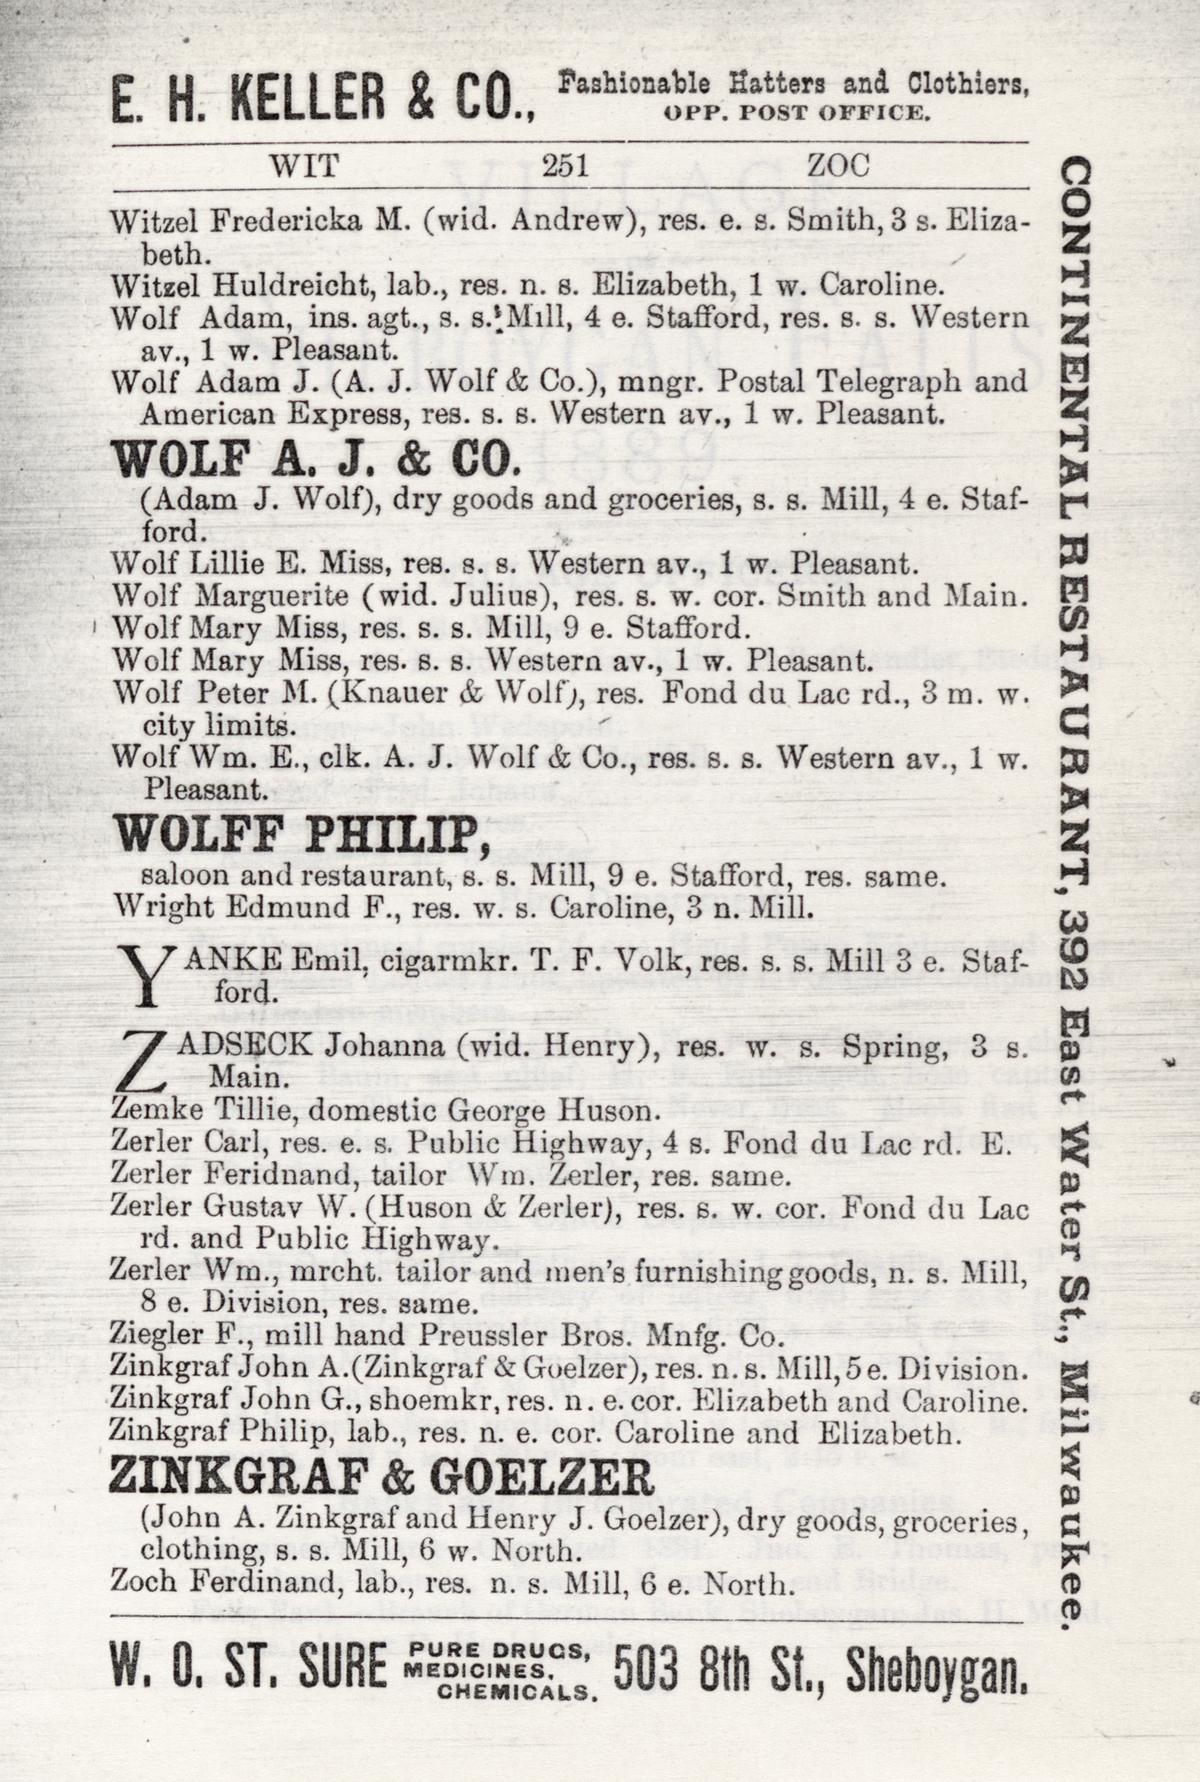 E. H. KELLER & CO., Fashionable Hatters and Clothiers,
OPP. POST OFFICE.
WIT 251 ZOC
Witzel Fredericka M. (wid. Andrew), res. e. s. Smith, 3 s. Eliza-
beth.
Witzel Huldreicht, lab., res. n. s. Elizabeth, 1 w. Caroline.
Wolf Adam, ins. agt., s. s. Mill, 4 e. Stafford, res. s. s. Western
av., 1 w. Pleasant.
Wolf Adam J. (A. J. Wolf & Co.), mngr. Postal Telegraph and
American Express, res. s. s. Western av., 1 w. Pleasant.
WOLF A. J. & CO.
(Adam J. Wolf), dry goods and groceries, s. s. Mill, 4 e. Staf-
ford.
Wolf Lillie E. Miss, res. s. s. Western av., 1 w. Pleasant.
Wolf Marguerite (wid. Julius), res. s. w. cor. Smith and Main.
Wolf Mary Miss, res. s. s. Mill, 9 e. Stafford.
Wolf Mary Miss, res. s. s. Western av., 1 w. Pleasant.
Wolf Peter M. (Knauer & Wolf), res. Fond du Lac rd., 3 m. w.
city limits.
Wolf Wm. E., clk. A. J. Wolf & Co., res. s. s. Western av., 1 w.
Pleasant.
WOLFF PHILIP,
saloon and restaurant, s. s. Mill, 9 e. Stafford, res. same.
Wright Edmund F., res. w. s. Caroline, 3 n. Mill.
YANKE Emil, cigarmkr. T. F. Volk, res. s. s. Mill 3 e. Staf-
ford.
ZADSECK Johanna (wid. Henry), res. w. s. Spring, 3 s.
Main.
Zemke Tillie, domestic George Huson.
Zerler Carl, res. e. s. Public Highway, 4 s. Fond du Lac rd. E.
Zerler Feridnand, tailor Wm. Zerler, res. same.
Zerler Gustav W. (Huson & Zerler), res. s. w. cor. Fond du Lac
rd. and Public Highway.
Zerler Wm., mrcht. tailor and men's furnishing goods, n. s. Mill,
8 e. Division, res. same.
Ziegler F., mill hand Preussler Bros. Mnfg. Co.
Zinkgraf John A. (Zinkgraf & Goelzer), res. n. s. Mill, 5 e. Division.
Zinkgraf John G., shoemkr, res. n. e. cor. Elizabeth and Caroline.
Zinkgraf Philip, lab., res. n. e. cor. Caroline and Elizabeth.
ZINKGRAF & GOELZER
(John A. Zinkgraf and Henry J. Goelzer), dry goods, groceries,
clothing, s. s. Mill, 6 w. North.
Zoch Ferdinand, lab., res. n. s. Mill, 6 e. North.
W. O. ST. SURE PURE DRUGS, MEDICINES, CHEMICALS. 503 8th St., Sheboygan.
CONTINENTAL RESTAURANT, 392 East Water St., Milwaukee.